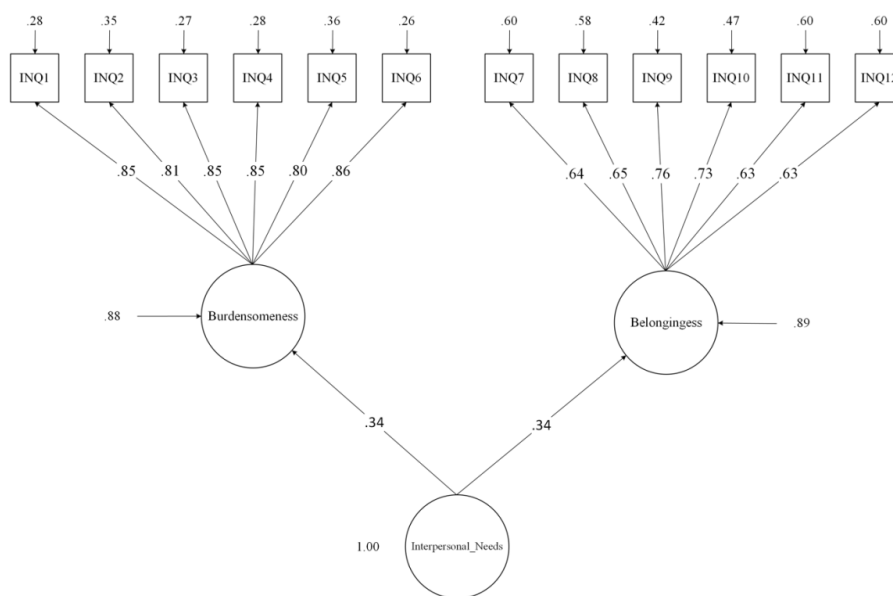 .28 .35 .27 .28 .36 .26 .60 .58 .42 .47 .60 .60
INQ1 INQ2 INQ3 INQ4 INQ5 INQ6 INQ7 INQ8 INQ9 INQ10 INQ11 INQ12
.85 .81 .85 .85 .80 .86 .64 .65 .76 .73 .63 .63
.88 Burdensomeness Belongingess .89
.34 .34
1.00 Interpersonal_Needs